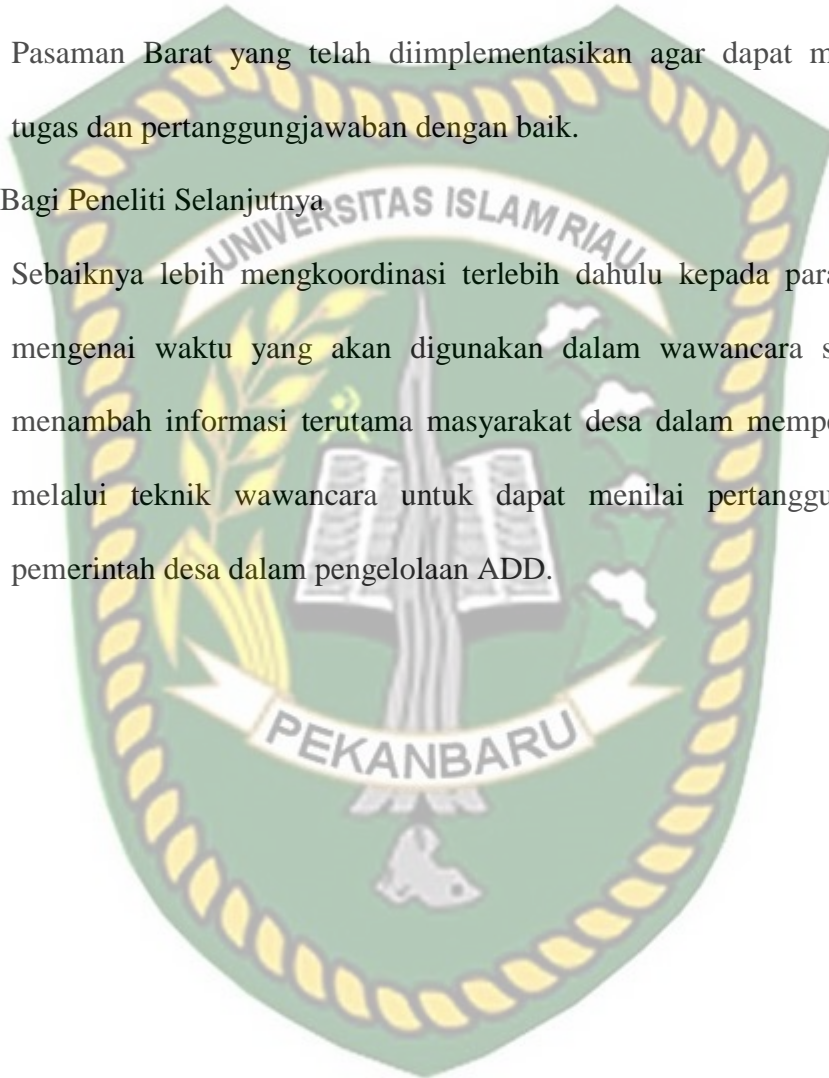 Pasaman Barat yang telah diimplementasikan agar dapat
tugas dan pertanggungjawaban dengan baik.
Bagi Peneliti Selanjutnya
UNIVERSITAS ISLAM RIAU
Sebaiknya lebih mengkoordinasi terlebih dahulu kepada para
mengenai waktu yang akan digunakan dalam wawancara
menambah informasi terutama masyarakat desa dalam
melalui teknik wawancara untuk dapat menilai
pemerintah desa dalam pengelolaan ADD.
PEKANBARU